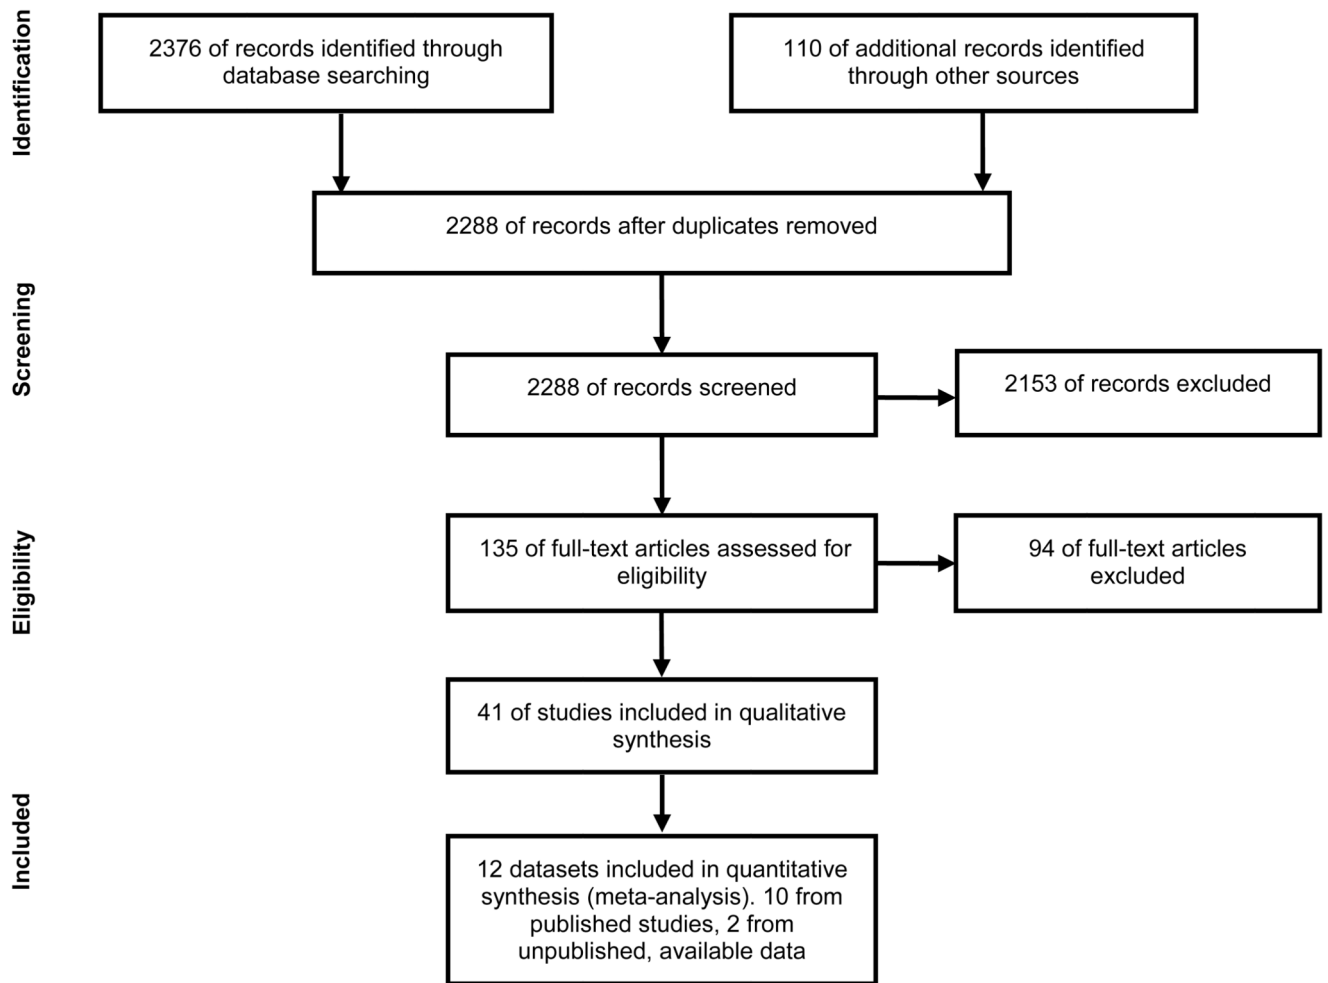 Identification
2376 of records identified through
database searching
110 of additional records identified
through other sources
2288 of records after duplicates removed
Screening
2288 of records screened
2153 of records excluded
Eligibility
135 of full-text articles assessed for
eligibility
94 of full-text articles
excluded
41 of studies included in qualitative
synthesis
Included
12 datasets included in quantitative
synthesis (meta-analysis). 10 from
published studies, 2 from
unpublished, available data